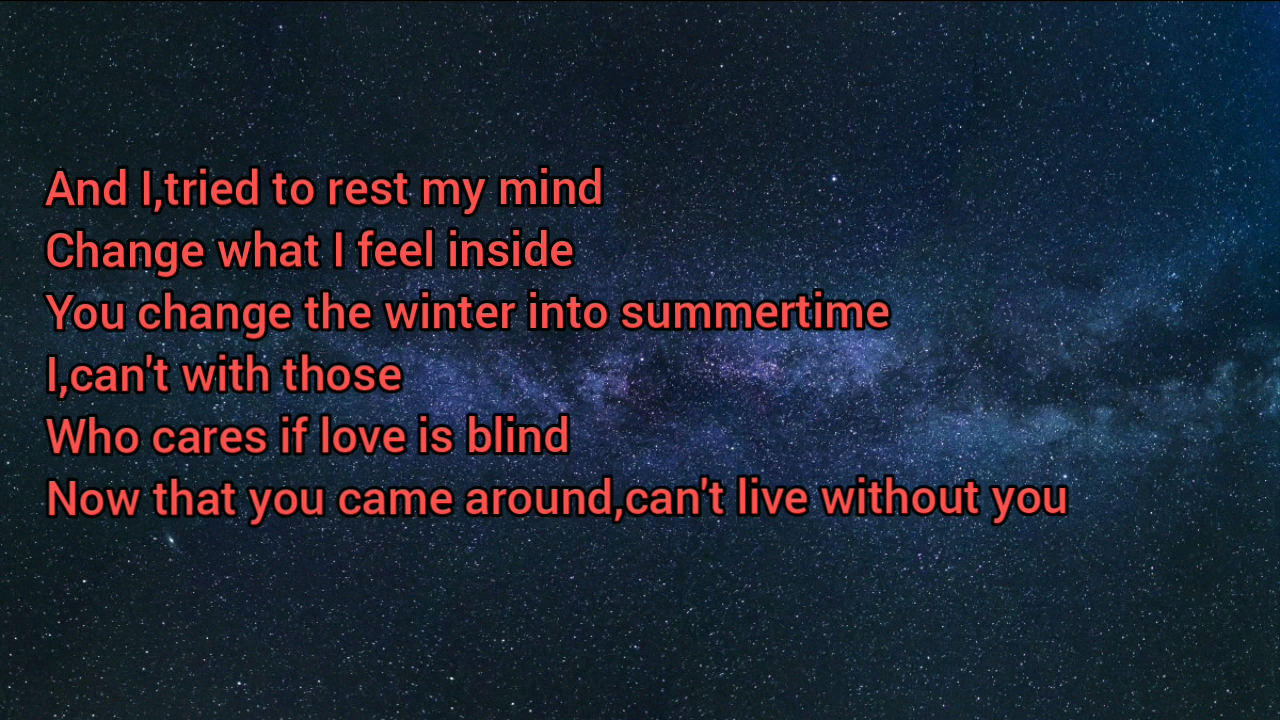 And I,tried to rest my mind
Change what I feel inside
You change the winter into summertime
I,can't with those
Who cares if love is blind
Now that you came around,can't live without you